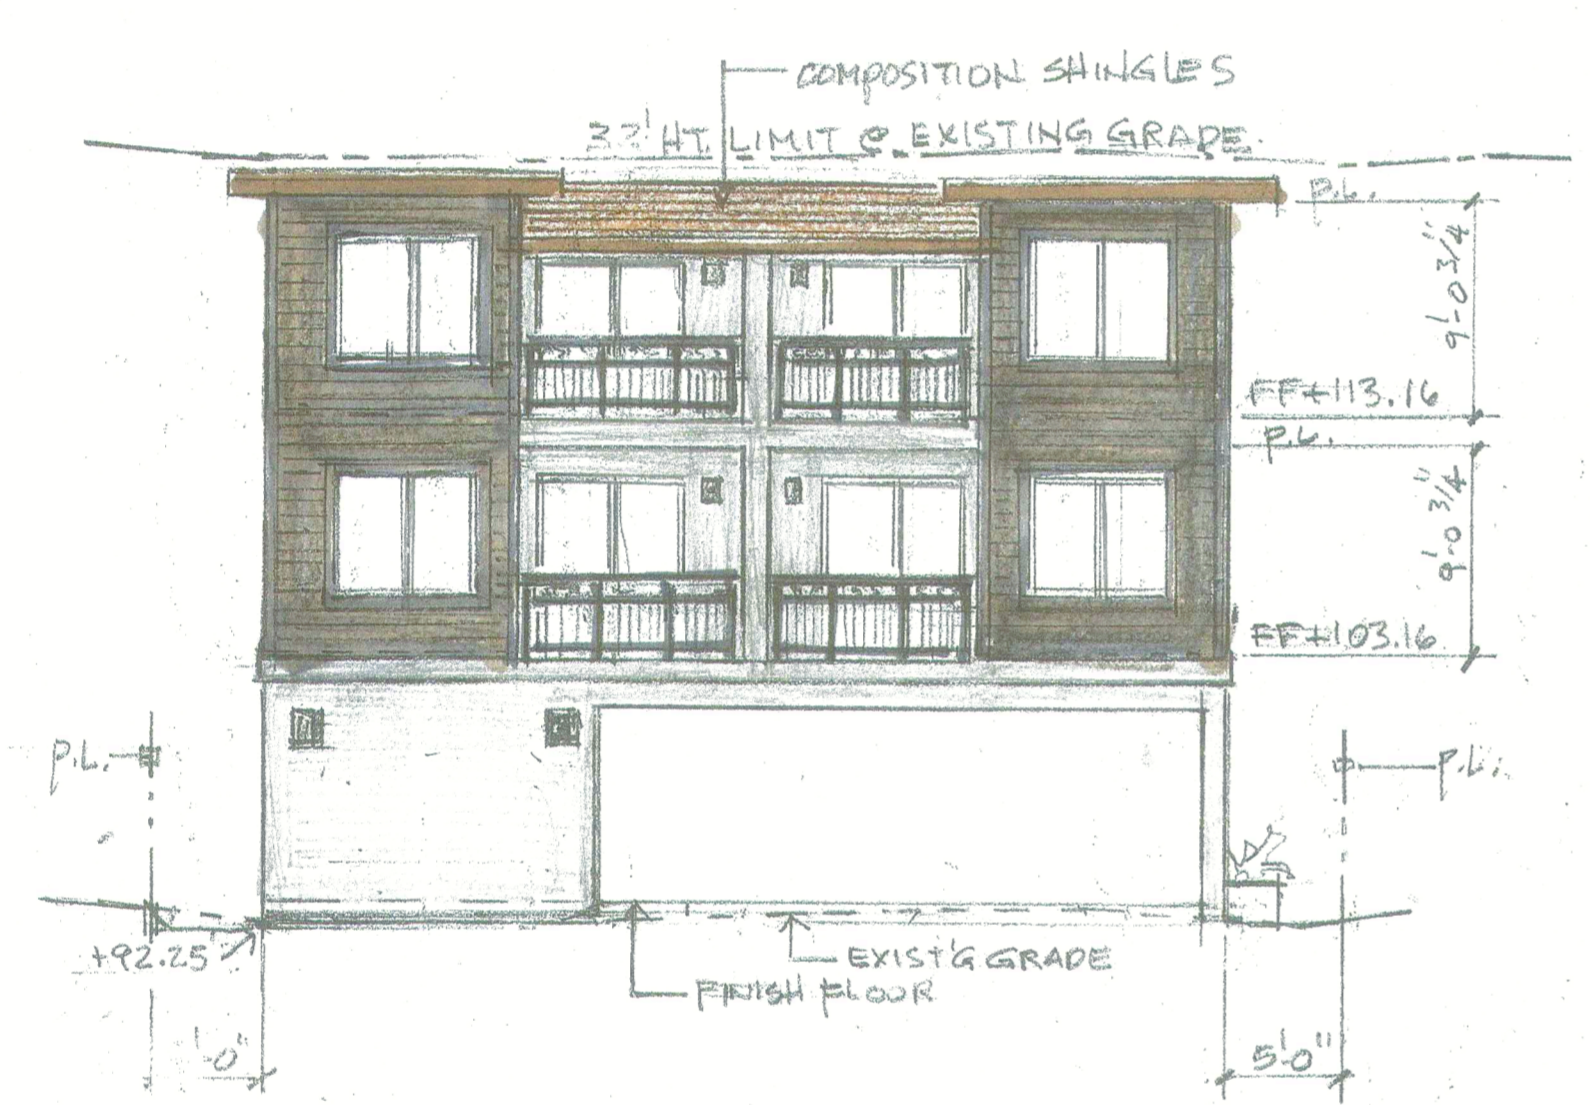 COMPOSITION SHINGLES
32' HT. LIMIT @ EXISTING GRADE.
P.L.
9'-0 3/4"
FF+113.16
P.L.
9'-0 3/4"
FF+103.16
P.L.
P.L.
+92.25'
EXIST'G GRADE
FINISH FLOOR
'-0"
5'-0"